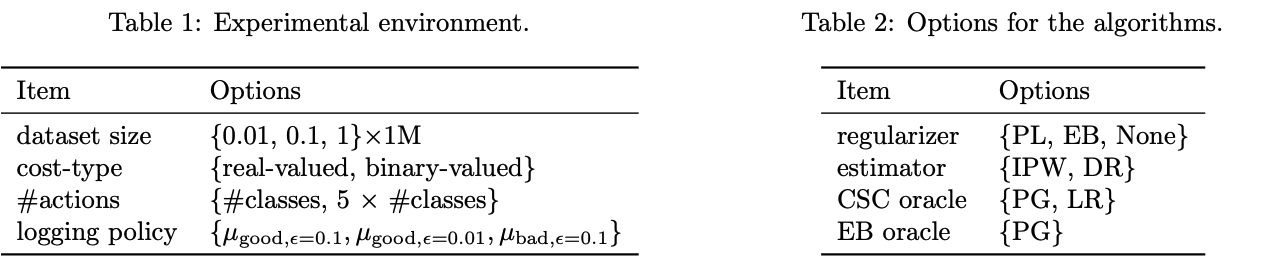 Table 1: Experimental environment.
Item Options
dataset size {0.01, 0.1, 1}×1M
cost-type {real-valued, binary-valued}
#actions {#classes, 5 × #classes}
logging policy {μgood,ϵ=0.1, μgood,ϵ=0.01, μbad,ϵ=0.1}
Table 2: Options for the algorithms.
Item Options
regularizer {PL, EB, None}
estimator {IPW, DR}
CSC oracle {PG, LR}
EB oracle {PG}